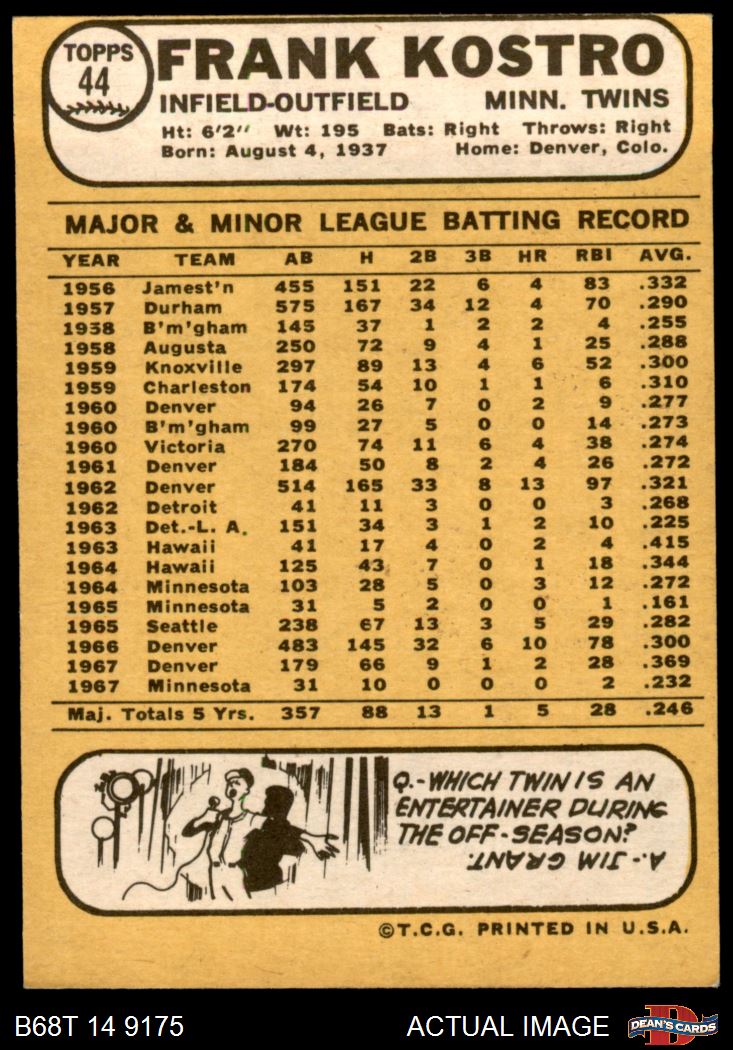 TOPPS
44
FRANK KOSTRO
INFIELD-OUTFIELD MINN. TWINS
Ht: 6'2" Wt: 195 Bats: Right Throws: Right
Born: August 4, 1937 Home: Denver, Colo.
MAJOR & MINOR LEAGUE BATTING RECORD
YEAR TEAM AB H 2B 3B HR RBI AVG.
1956 Jamest'n 455 151 22 6 4 83 .332
1957 Durham 575 167 34 12 4 70 .290
1958 B'm'gham 145 37 1 2 2 4 .255
1958 Augusta 250 72 9 4 1 25 .288
1959 Knoxville 297 89 13 4 6 52 .300
1959 Charleston 174 54 10 1 1 6 .310
1960 Denver 94 26 7 0 2 9 .277
1960 B'm'gham 99 27 5 0 0 14 .273
1960 Victoria 270 74 11 6 4 38 .274
1961 Denver 184 50 8 2 4 26 .272
1962 Denver 514 165 33 8 13 97 .321
1962 Detroit 41 11 3 0 0 3 .268
1963 Det.-L. A. 151 34 3 1 2 10 .225
1963 Hawaii 41 17 4 0 2 4 .415
1964 Hawaii 125 43 7 0 1 18 .344
1964 Minnesota 103 28 5 0 3 12 .272
1965 Minnesota 31 5 2 0 0 1 .161
1965 Seattle 238 67 13 3 5 29 .282
1966 Denver 483 145 32 6 10 78 .300
1967 Denver 179 66 9 1 2 28 .369
1967 Minnesota 31 10 0 0 0 2 .232
Maj. Totals 5 Yrs. 357 88 13 1 5 28 .246
Q.-WHICH TWIN IS AN
ENTERTAINER DURING
THE OFF-SEASON?
A.-JIM GRANT.
©T.C.G. PRINTED IN U.S.A.
B68T 14 9175 ACTUAL IMAGE DEAN'S CARDS